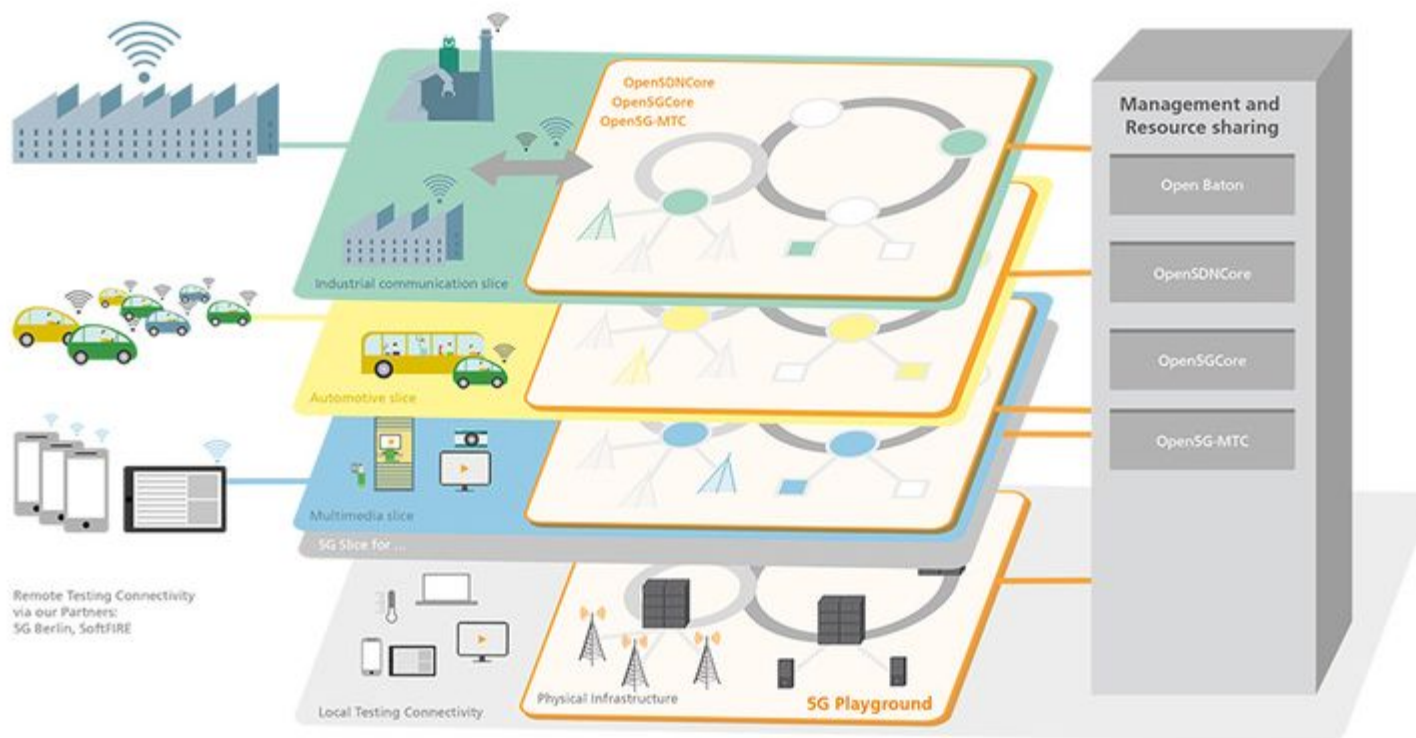 OpenSDNCore
Open5GCore
Open5G-MTC
Industrial communication slice
Automotive slice
Multimedia slice
5G Slice for ...
Remote Testing Connectivity
via our Partners:
5G Berlin, SoftFIRE
Physical Infrastructure
5G Playground
Local Testing Connectivity
Management and
Resource sharing
Open Baton
OpenSDNCore
Open5GCore
Open5G-MTC